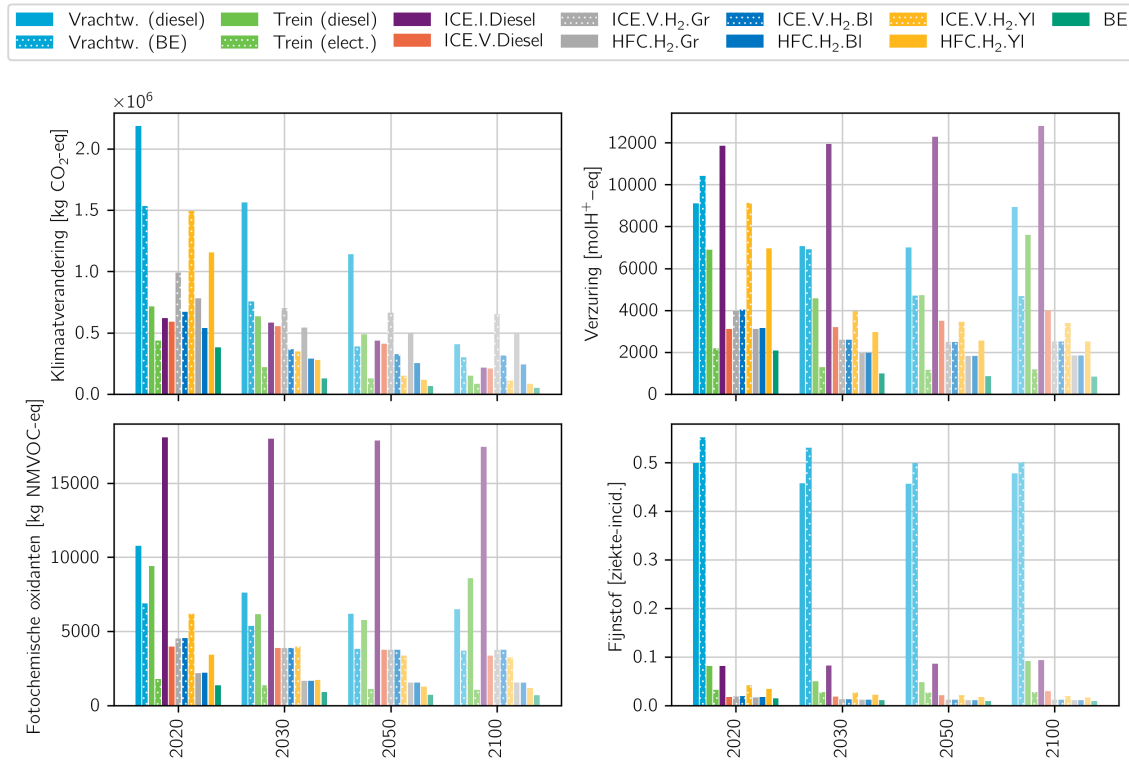 Vrachtw. (diesel) Trein (diesel) ICE.I.Diesel ICE.V.H₂.Gr ICE.V.H₂.Bl ICE.V.H₂.Yl BE
Vrachtw. (BE) Trein (elect.) ICE.V.Diesel HFC.H₂.Gr HFC.H₂.Bl HFC.H₂.Yl
×10⁶
Klimaatverandering [kg CO₂-eq]
2.0
1.5
1.0
0.5
0.0
Verzuring [molH⁺−eq]
12000
10000
8000
6000
4000
2000
0
Fotochemische oxidanten [kg NMVOC-eq]
15000
10000
5000
0
2020 2030 2050 2100
Fijnstof [ziekte-incid.]
0.5
0.4
0.3
0.2
0.1
0.0
2020 2030 2050 2100